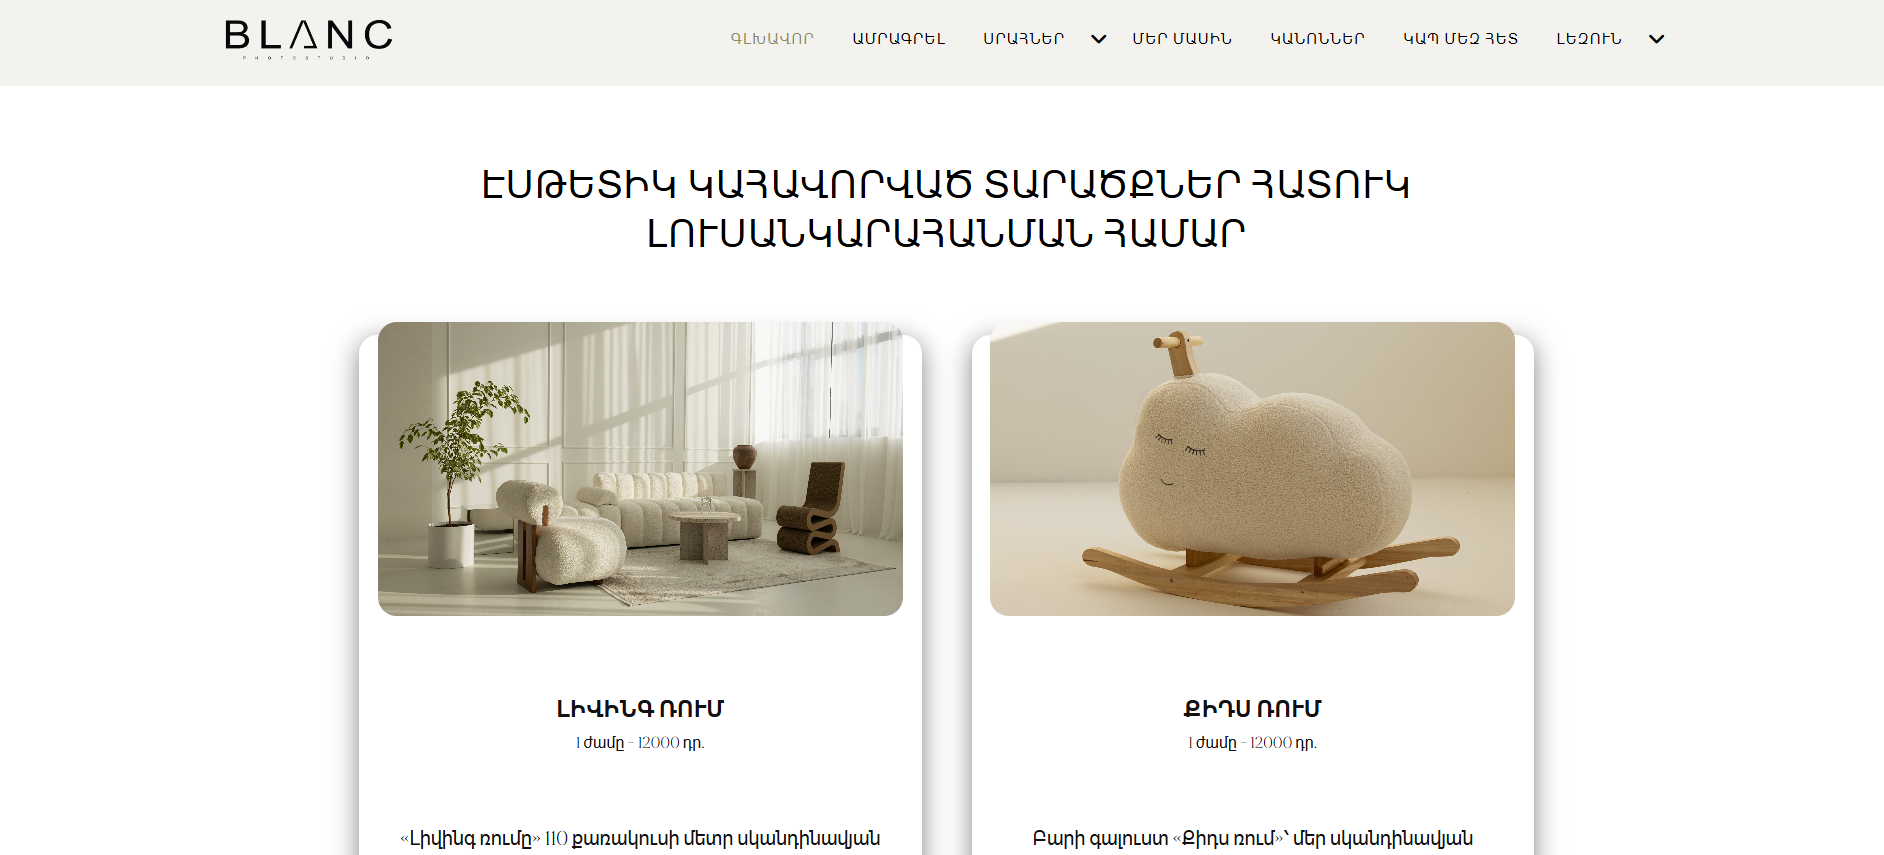 BLANC
PHOTOSTUDIO
ԳԼԽԱՎՈՐ ԱՄՐԱԳՐԵԼ ՍՐԱՀՆԵՐ ՄԵՐ ՄԱՍԻՆ ԿԱՆՈՆՆԵՐ ԿԱՊ ՄԵԶ ՀԵՏ ԼԵԶՈՒՆ
ԷՍԹԵՏԻԿ ԿԱՀԱՎՈՐՎԱԾ ՏԱՐԱԾՔՆԵՐ ՀԱՏՈՒԿ
ԼՈՒՍԱՆԿԱՐԱՀԱՆՄԱՆ ՀԱՄԱՐ
ԼԻՎԻՆԳ ՌՈՒՄ
1 ժամը – 12000 դր.
«Լիվինգ ռումը» 110 քառակուսի մետր սկանդինավյան
ՔԻԴՍ ՌՈՒՄ
1 ժամը – 12000 դր.
Բարի գալուստ «Քիդս ռում»՝ մեր սկանդինավյան